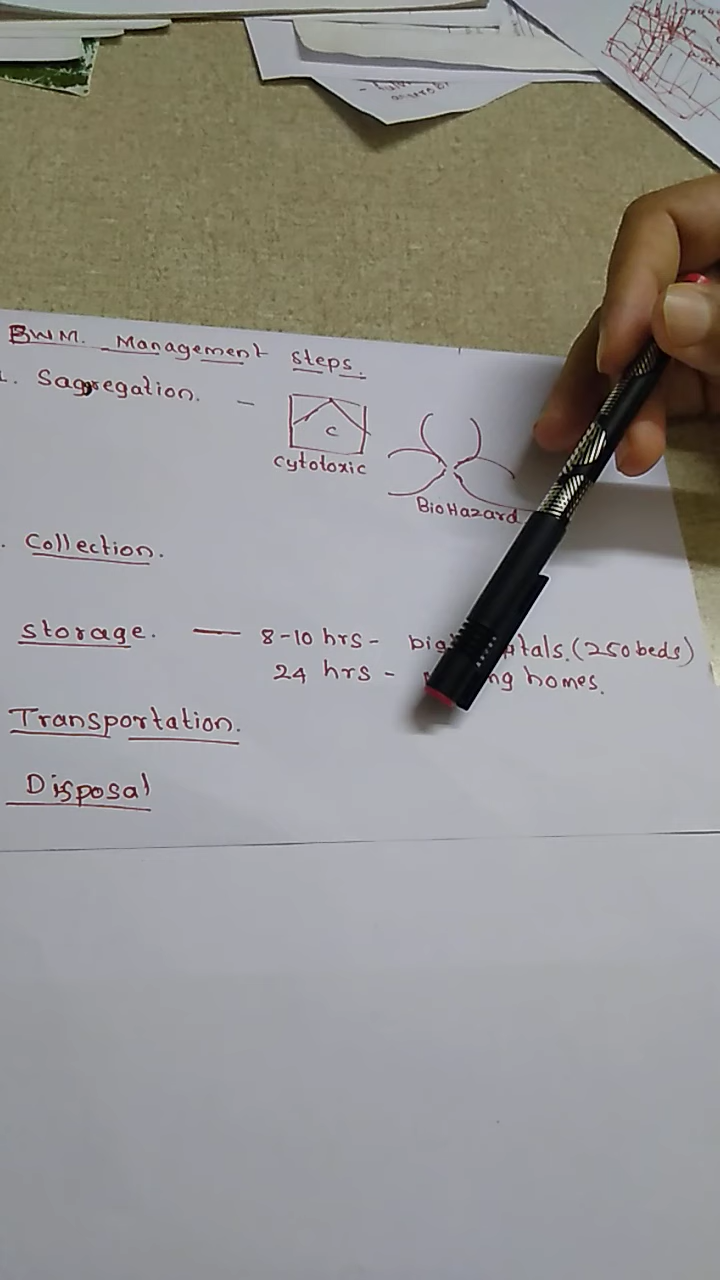 BWM. Management steps.
1. Saggregation. –
C
cytotoxic
BioHazard
. Collection.
storage. — 8-10 hrs - big tals. (250 beds)
24 hrs - ng homes.
Transportation.
Disposal